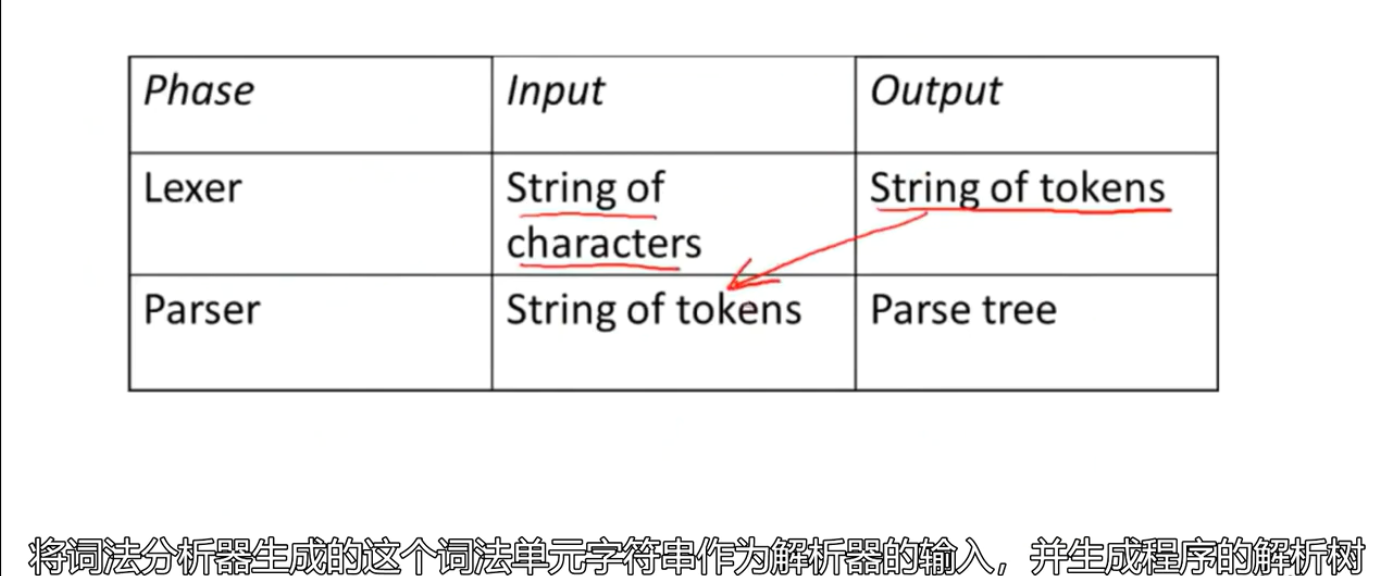 Phase Input Output
Lexer String of characters String of tokens
Parser String of tokens Parse tree
将词法分析器生成的这个词法单元字符串作为解析器的输入，并生成程序的解析树